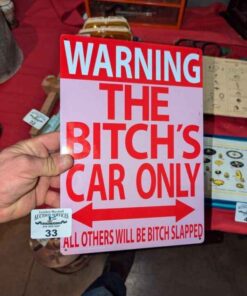 WARNING
THE
BITCH'S
CAR ONLY
ALL OTHERS WILL BE BITCH SLAPPED
33